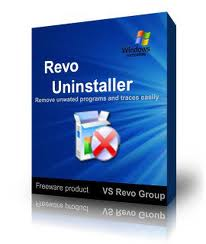 Windows
Revo
Uninstaller
Remove unwated programs and traces easily
Freeware product VS Revo Group